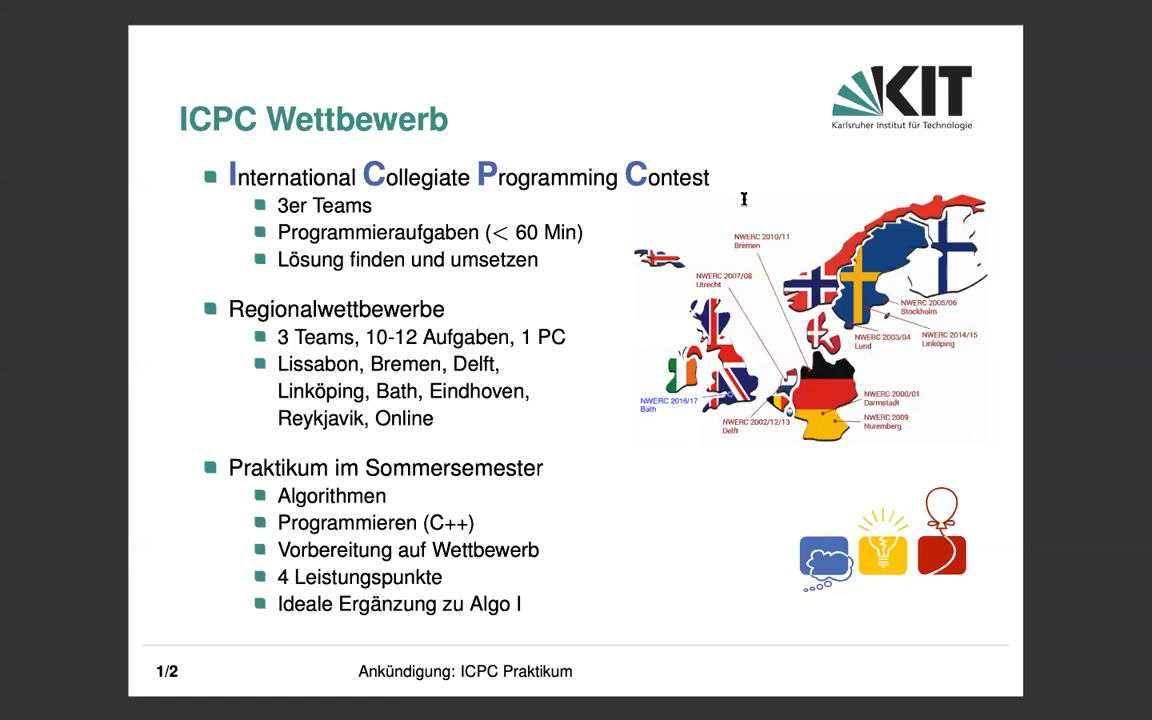 KIT
Karlsruher Institut für Technologie
ICPC Wettbewerb
International Collegiate Programming Contest
3er Teams
Programmieraufgaben (< 60 Min)
Lösung finden und umsetzen
Regionalwettbewerbe
3 Teams, 10-12 Aufgaben, 1 PC
Lissabon, Bremen, Delft,
Linköping, Bath, Eindhoven,
Reykjavik, Online
Praktikum im Sommersemester
Algorithmen
Programmieren (C++)
Vorbereitung auf Wettbewerb
4 Leistungspunkte
Ideale Ergänzung zu Algo I
NWERC 2010/11
Bremen
NWERC 2007/08
Utrecht
NWERC 2005/06
Stockholm
NWERC 2003/04
Lund
NWERC 2014/15
Linköping
NWERC 2016/17
Bath
NWERC 2000/01
Darmstadt
NWERC 2009
Nuremberg
NWERC 2002/12/13
Delft
1/2
Ankündigung: ICPC Praktikum